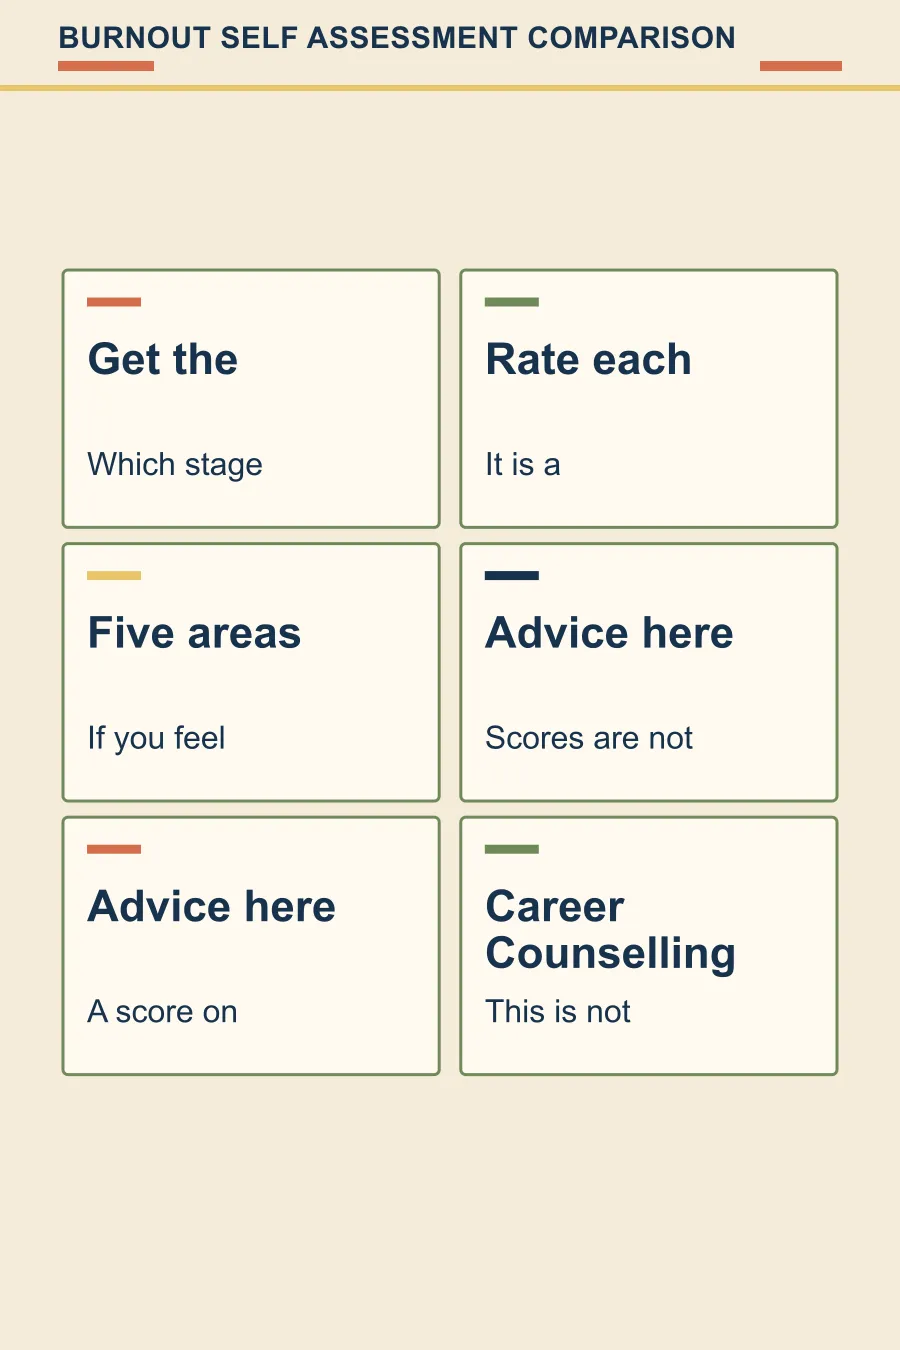 BURNOUT SELF ASSESSMENT COMPARISON
Get the
Which stage
Rate each
It is a
Five areas
If you feel
Advice here
Scores are not
Advice here
A score on
Career
Counselling
This is not